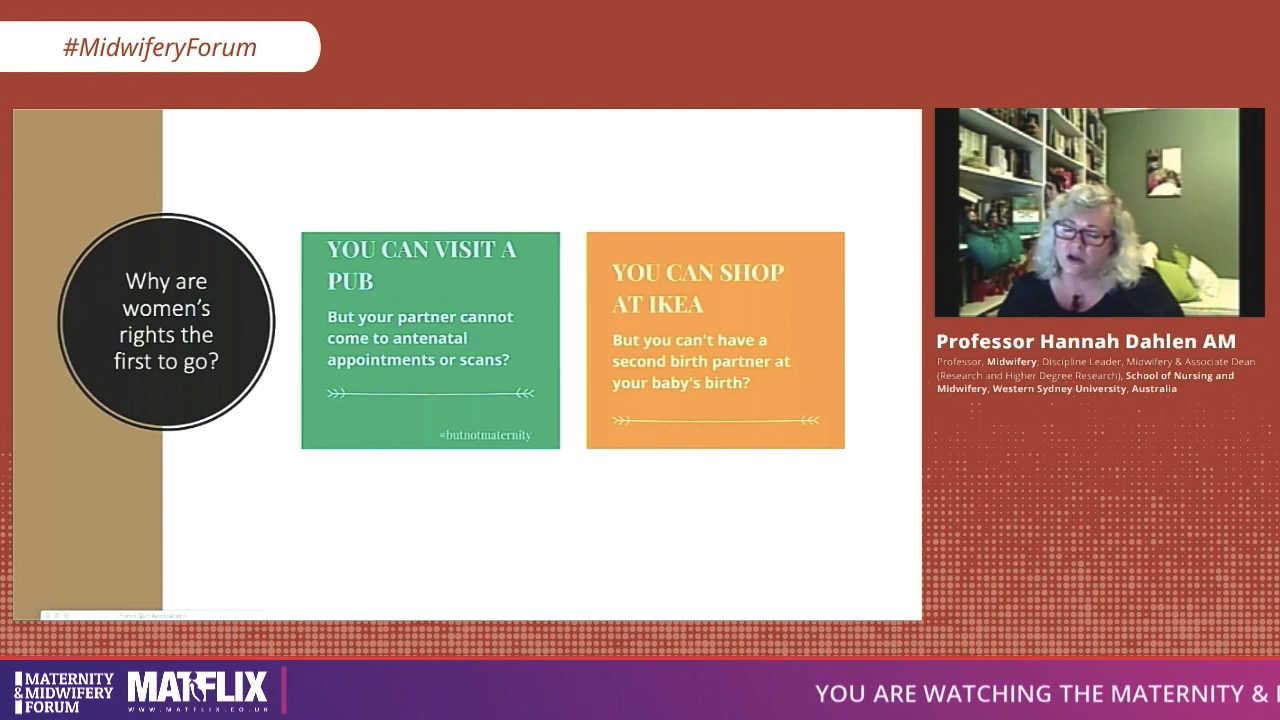 #MidwiferyForum
Why are
women's
rights the
first to go?
YOU CAN VISIT A
PUB
But your partner cannot
come to antenatal
appointments or scans?
#butnotmaternity
YOU CAN SHOP
AT IKEA
But you can't have a
second birth partner at
your baby's birth?
Professor Hannah Dahlen AM
Professor, Midwifery; Discipline Leader, Midwifery & Associate Dean
(Research and Higher Degree Research), School of Nursing and
Midwifery, Western Sydney University, Australia
MATERNITY
& MIDWIFERY
FORUM
MATFLIX
WWW.MATFLIX.CO.UK
YOU ARE WATCHING THE MATERNITY &